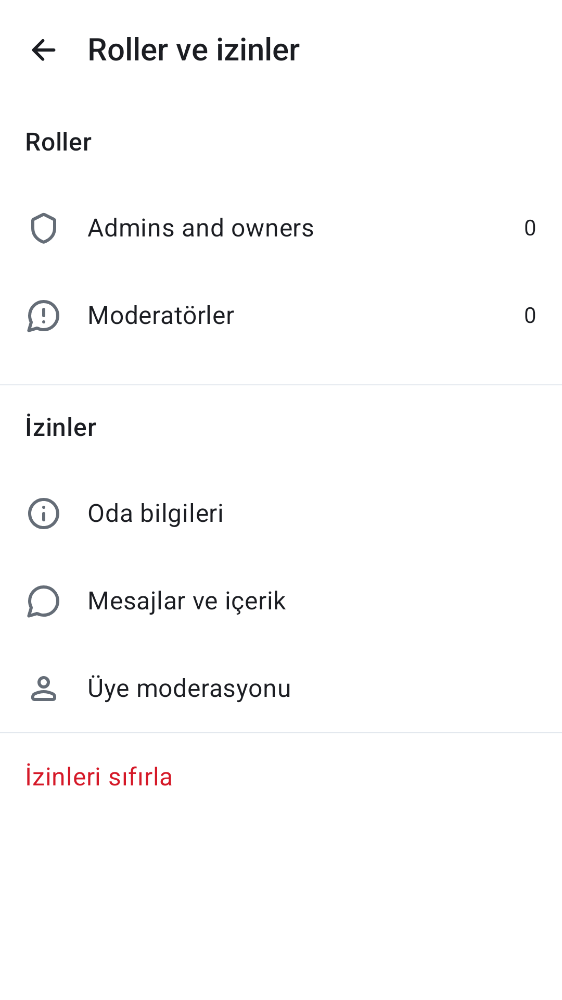 Roller ve izinler
Roller
Admins and owners 0
Moderatörler 0
İzinler
Oda bilgileri
Mesajlar ve içerik
Üye moderasyonu
İzinleri sıfırla